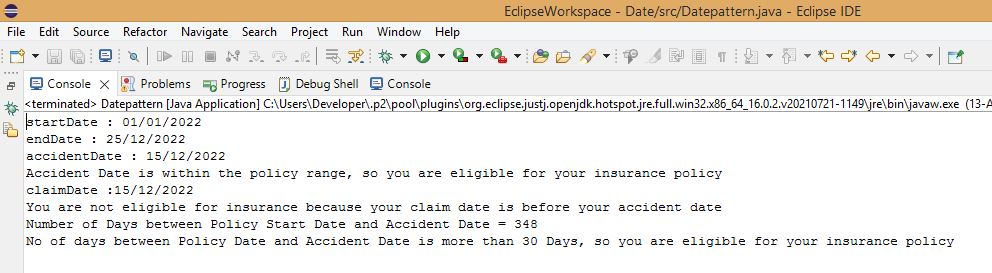 EclipseWorkspace - Date/src/Datepattern.java - Eclipse IDE
File Edit Source Refactor Navigate Search Project Run Window Help
Console Problems Progress Debug Shell Console
<terminated> Datepattern [Java Application] C:\Users\Developer\.p2\pool\plugins\org.eclipse.justj.openjdk.hotspot.jre.full.win32.x86_64_16.0.2.v20210721-1149\jre\bin\javaw.exe (13-A
startDate : 01/01/2022
endDate : 25/12/2022
accidentDate : 15/12/2022
Accident Date is within the policy range, so you are eligible for your insurance policy
claimDate :15/12/2022
You are not eligible for insurance because your claim date is before your accident date
Number of Days between Policy Start Date and Accident Date = 348
No of days between Policy Date and Accident Date is more than 30 Days, so you are eligible for your insurance policy